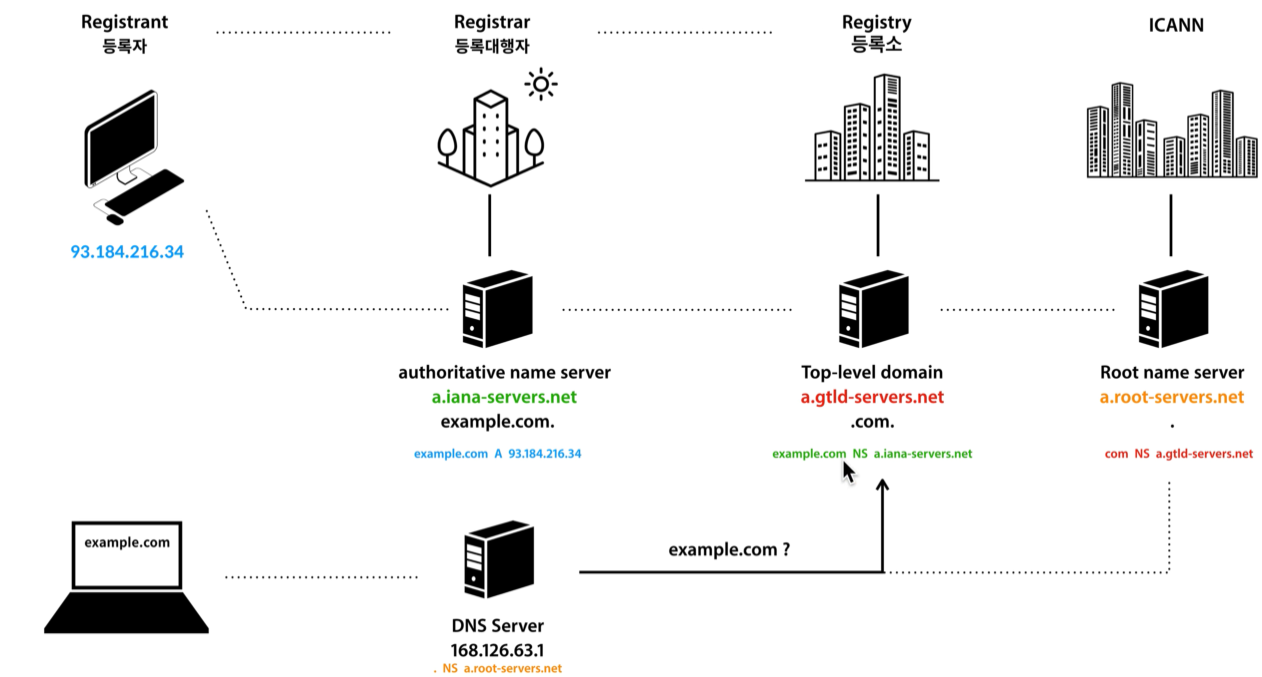 Registrant
등록자
Registrar
등록대행자
Registry
등록소
ICANN
93.184.216.34
authoritative name server
a.iana-servers.net
example.com.
example.com A 93.184.216.34
Top-level domain
a.gtld-servers.net
.com.
example.com NS a.iana-servers.net
Root name server
a.root-servers.net
.
com NS a.gtld-servers.net
example.com
example.com ?
DNS Server
168.126.63.1
. NS a.root-servers.net